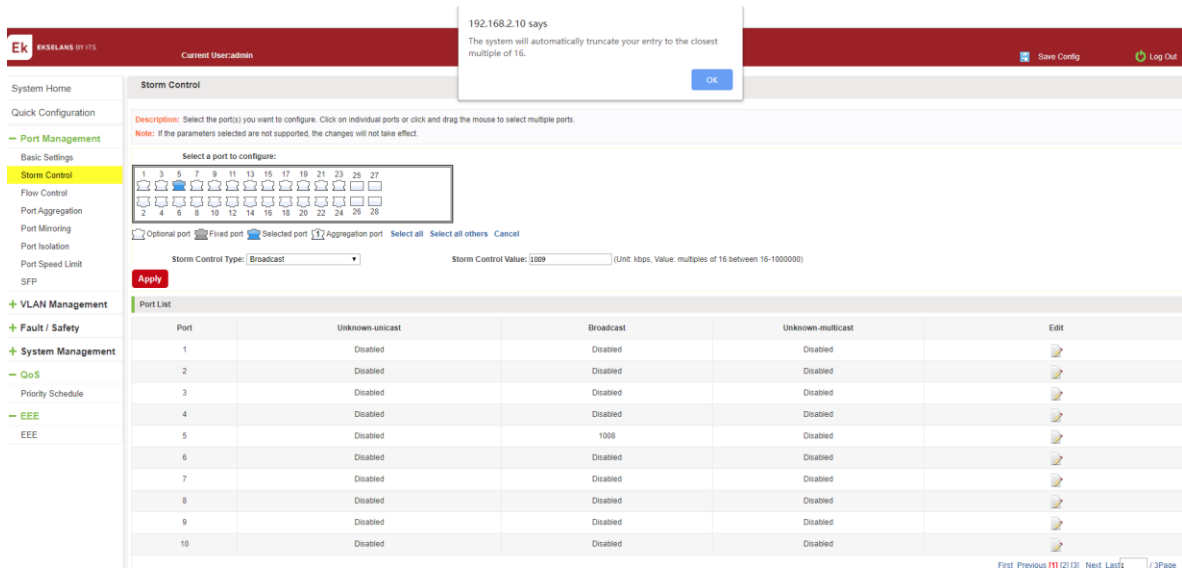 192.168.2.10 says
The system will automatically truncate your entry to the closest
multiple of 16.
OK
Ek EKSELANS BY ITS
Current User:admin
Save Config
Log Out
System Home
Quick Configuration
Port Management
Basic Settings
Storm Control
Flow Control
Port Aggregation
Port Mirroring
Port Isolation
Port Speed Limit
SFP
VLAN Management
Fault / Safety
System Management
QoS
Priority Schedule
EEE
EEE
Storm Control
Description: Select the port(s) you want to configure. Click on individual ports or click and drag the mouse to select multiple ports.
Note: If the parameters selected are not supported, the changes will not take effect.
Select a port to configure:
1 3 5 7 9 11 13 15 17 19 21 23 25 27
2 4 6 8 10 12 14 16 18 20 22 24 26 28
Optional port Fixed port Selected port 1 Aggregation port Select all Select all others Cancel
Storm Control Type: Broadcast Storm Control Value: 1009 (Unit: kbps, Value: multiples of 16 between 16-1000000)
Apply
Port List
Port Unknown-unicast Broadcast Unknown-multicast Edit
1 Disabled Disabled Disabled
2 Disabled Disabled Disabled
3 Disabled Disabled Disabled
4 Disabled Disabled Disabled
5 Disabled 1008 Disabled
6 Disabled Disabled Disabled
7 Disabled Disabled Disabled
8 Disabled Disabled Disabled
9 Disabled Disabled Disabled
10 Disabled Disabled Disabled
First Previous [1] [2] [3] Next Last 1 / 3Page